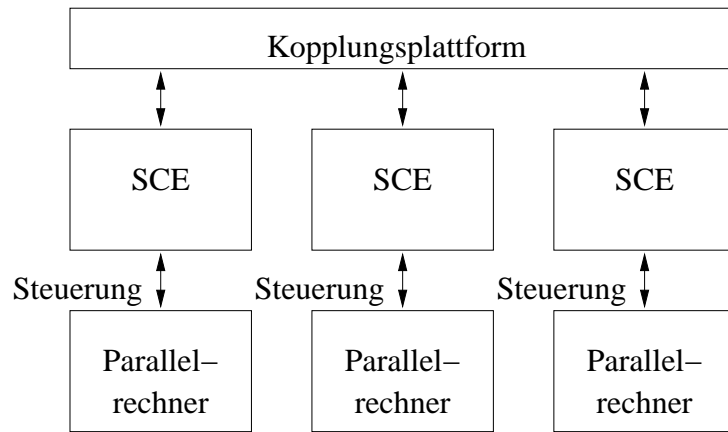 Kopplungsplattform
SCE SCE SCE
Steuerung Steuerung Steuerung
Parallel– Parallel– Parallel–
rechner rechner rechner